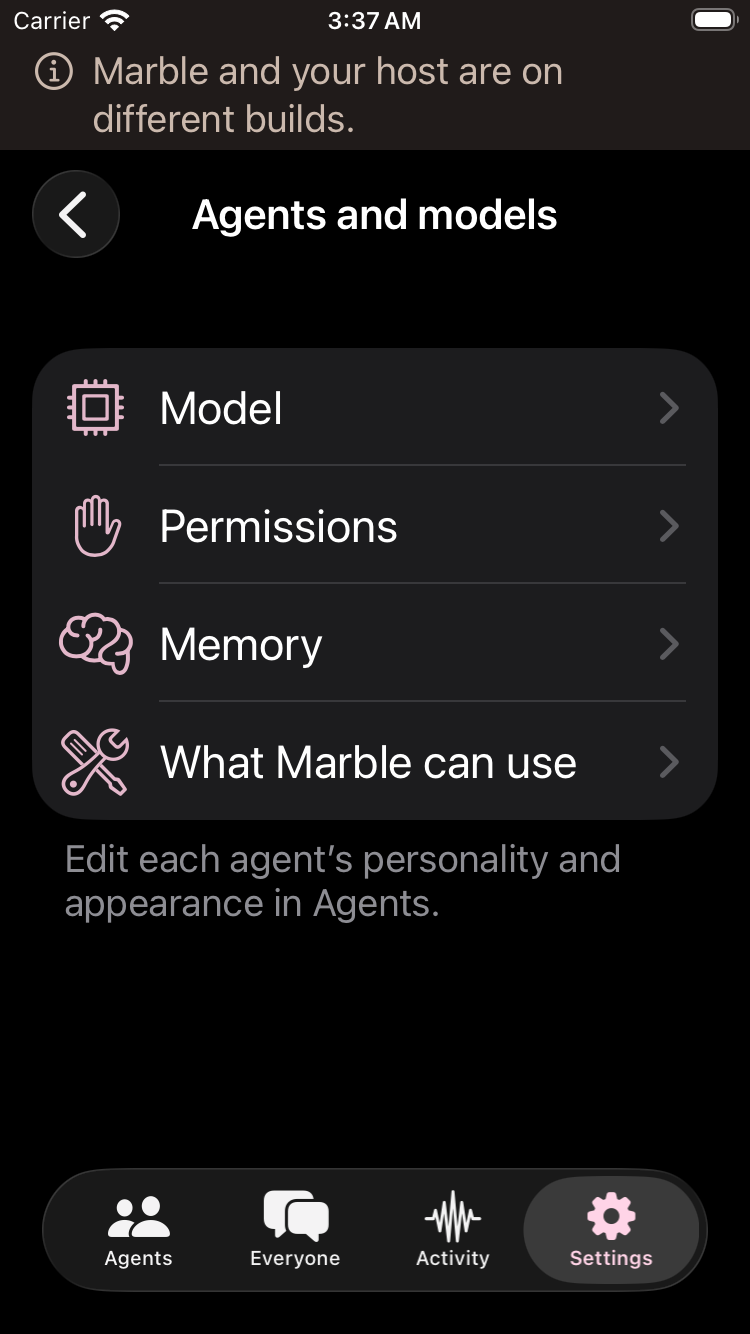 Carrier 3:37 AM
Marble and your host are on
different builds.
Agents and models
Model
Permissions
Memory
What Marble can use
Edit each agent’s personality and
appearance in Agents.
Agents Everyone Activity Settings